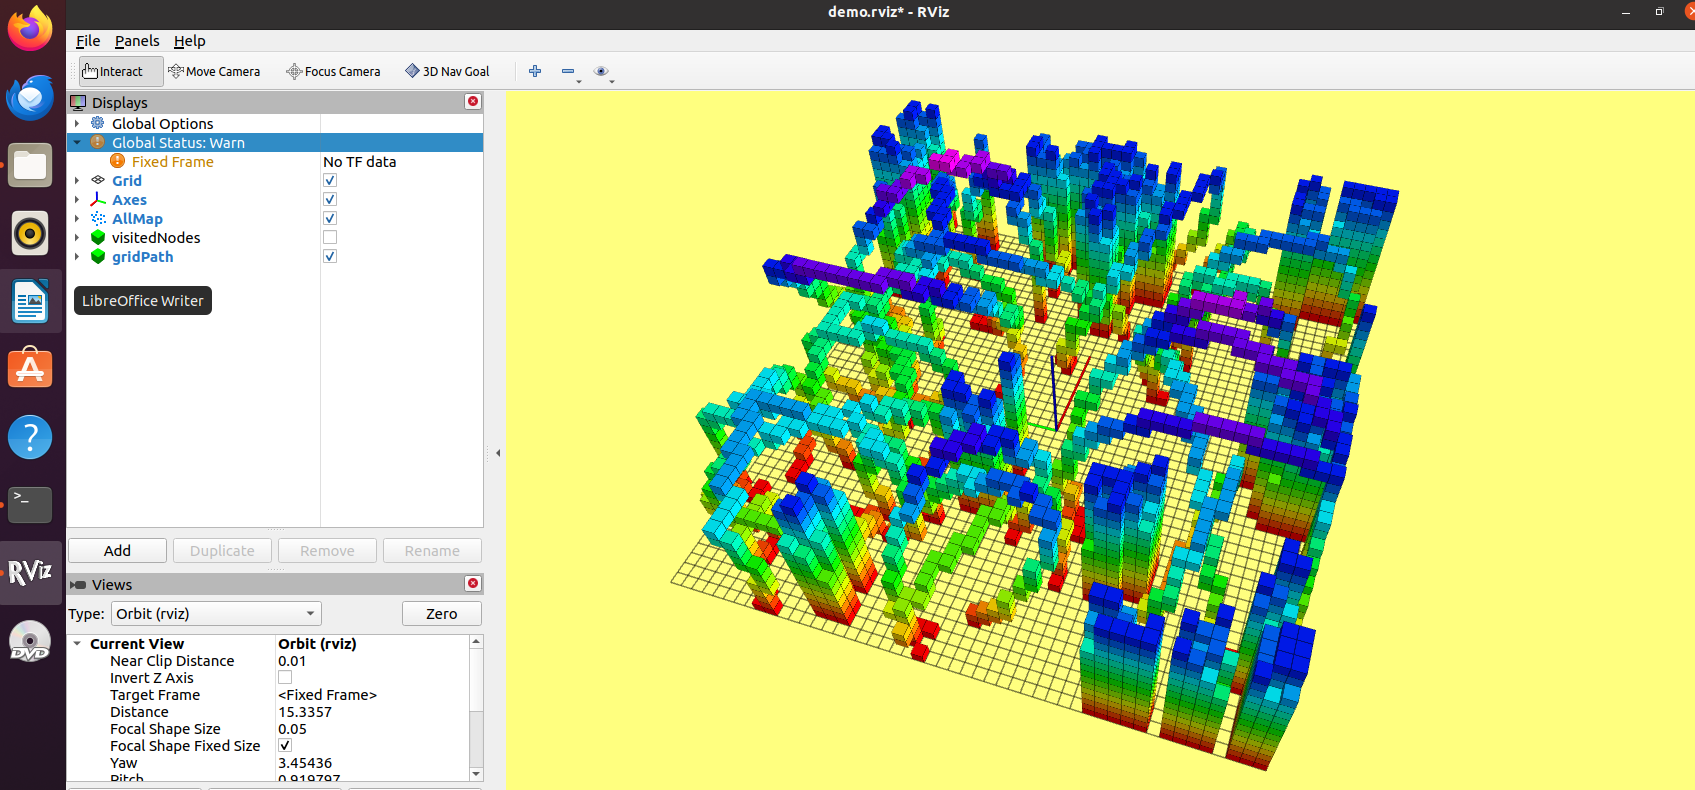 demo.rviz* - RViz
File Panels Help
Interact Move Camera Focus Camera 3D Nav Goal
Displays
Global Options
Global Status: Warn
Fixed Frame No TF data
Grid
Axes
AllMap
visitedNodes
gridPath
LibreOffice Writer
Add Duplicate Remove Rename
Views
Type: Orbit (rviz) Zero
Current View Orbit (rviz)
Near Clip Distance 0.01
Invert Z Axis
Target Frame <Fixed Frame>
Distance 15.3357
Focal Shape Size 0.05
Focal Shape Fixed Size
Yaw 3.45436
Pitch 0.919797
RViz
DVD